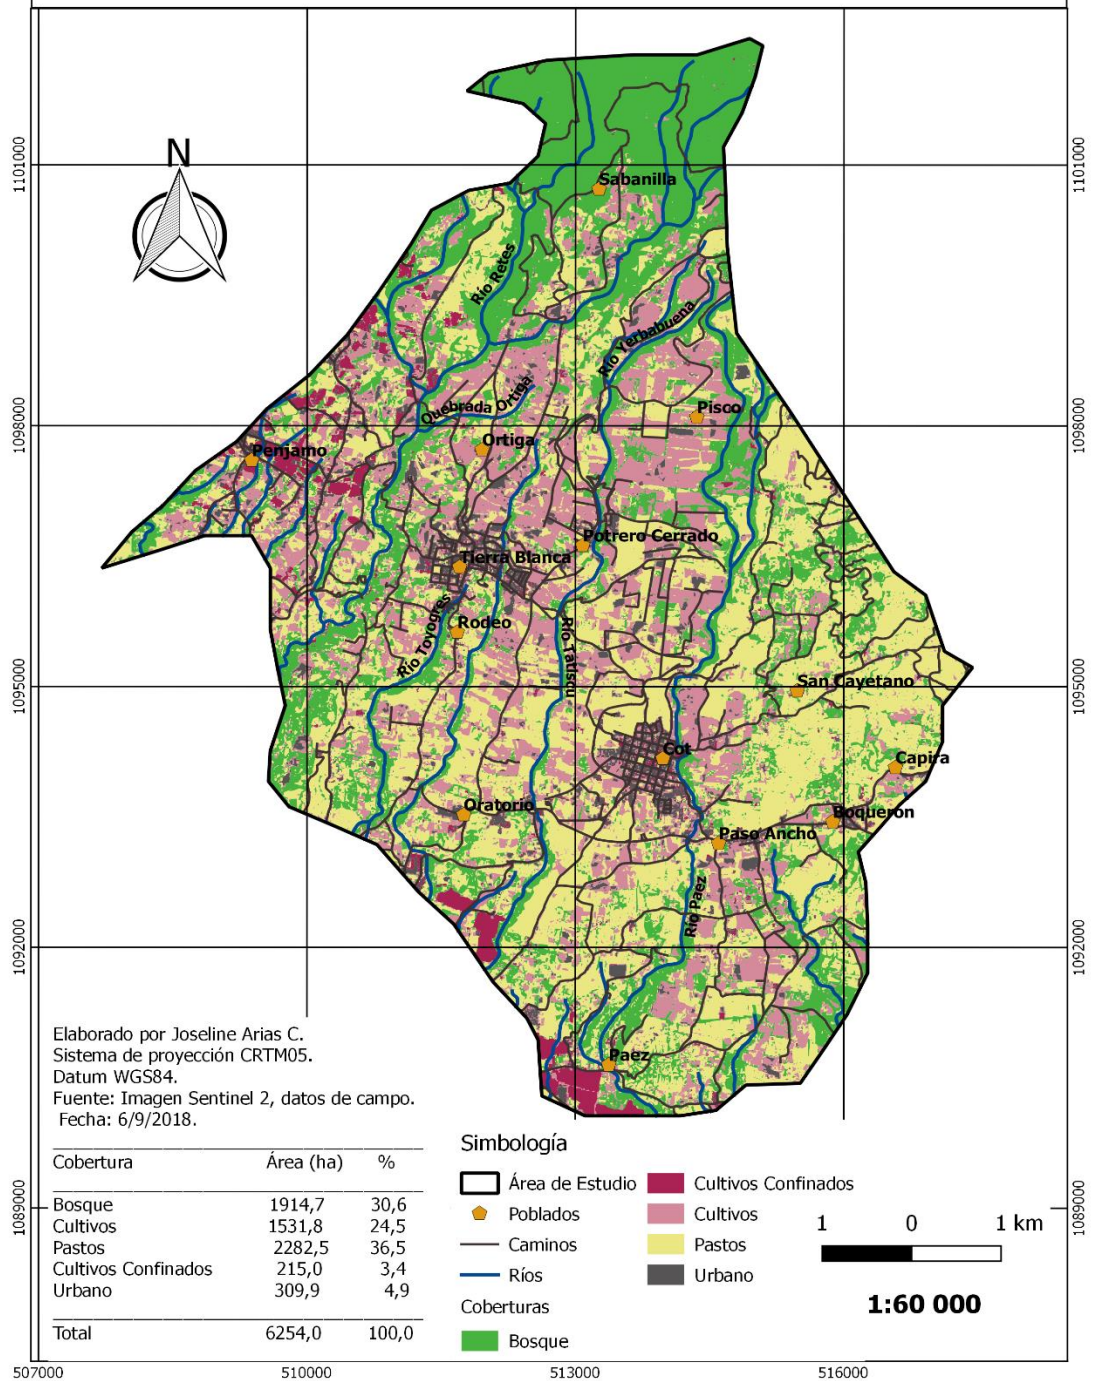 N
1101000
1101000
Sabanilla
Río Retes
Río Yerbabuena
Quebrada Ortiga
Pisco
1098000
1098000
Ortiga
Penjamo
Potrero Cerrado
Tierra Blanca
Rodeo
Río Toyogres
Río Tatiscu
1095000
1095000
San Cayetano
Cot
Capira
Oratorio
Boqueron
Paso Ancho
Río Paez
1092000
1092000
Paez
Elaborado por Joseline Arias C.
Sistema de proyección CRTM05.
Datum WGS84.
Fuente: Imagen Sentinel 2, datos de campo.
Fecha: 6/9/2018.
Cobertura Área (ha) %
Bosque 1914,7 30,6
Cultivos 1531,8 24,5
Pastos 2282,5 36,5
Cultivos Confinados 215,0 3,4
Urbano 309,9 4,9
Total 6254,0 100,0
Simbología
Área de Estudio
Poblados
Caminos
Ríos
Coberturas
Bosque
Cultivos Confinados
Cultivos
Pastos
Urbano
1 0 1 km
1:60 000
1089000
1089000
507000 510000 513000 516000